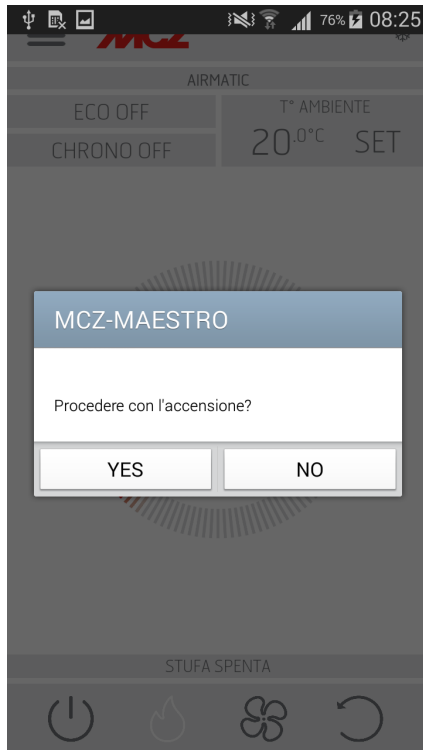 76% 08:25
MCZ
AIRMATIC
ECO OFF
T° AMBIENTE
CHRONO OFF
20.0°C SET
MCZ-MAESTRO
Procedere con l'accensione?
YES NO
STUFA SPENTA